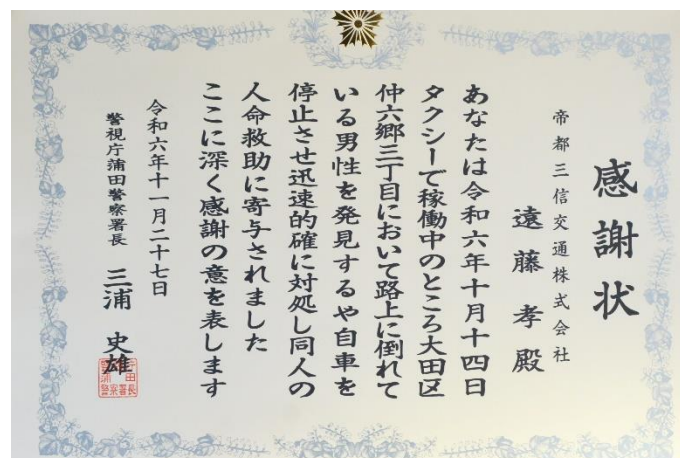 感謝状
帝都三信交通株式会社
遠藤孝殿
あなたは令和六年十月十四日
タクシーで稼働中のところ大田区
仲六郷三丁目において路上に倒れて
いる男性を発見するや自車を
停止させ迅速的確に対処し同人の
人命救助に寄与されました
ここに深く感謝の意を表します
令和六年十一月二十七日
警視庁蒲田警察署長 三浦史雄